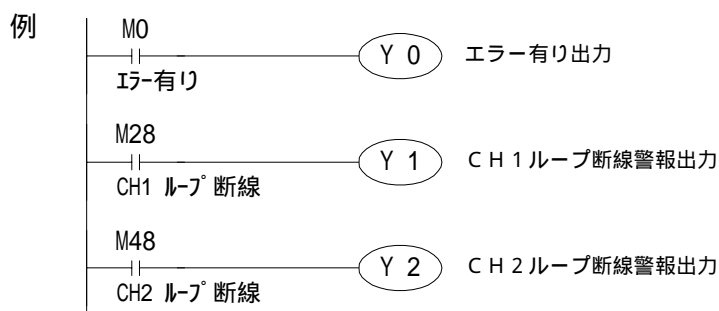 例
M0
Y 0 エラー有り出力
ｴﾗｰ有り
M28
Y 1 ＣＨ１ループ断線警報出力
CH1 ﾙｰﾌﾟ断線
M48
Y 2 ＣＨ２ループ断線警報出力
CH2 ﾙｰﾌﾟ断線